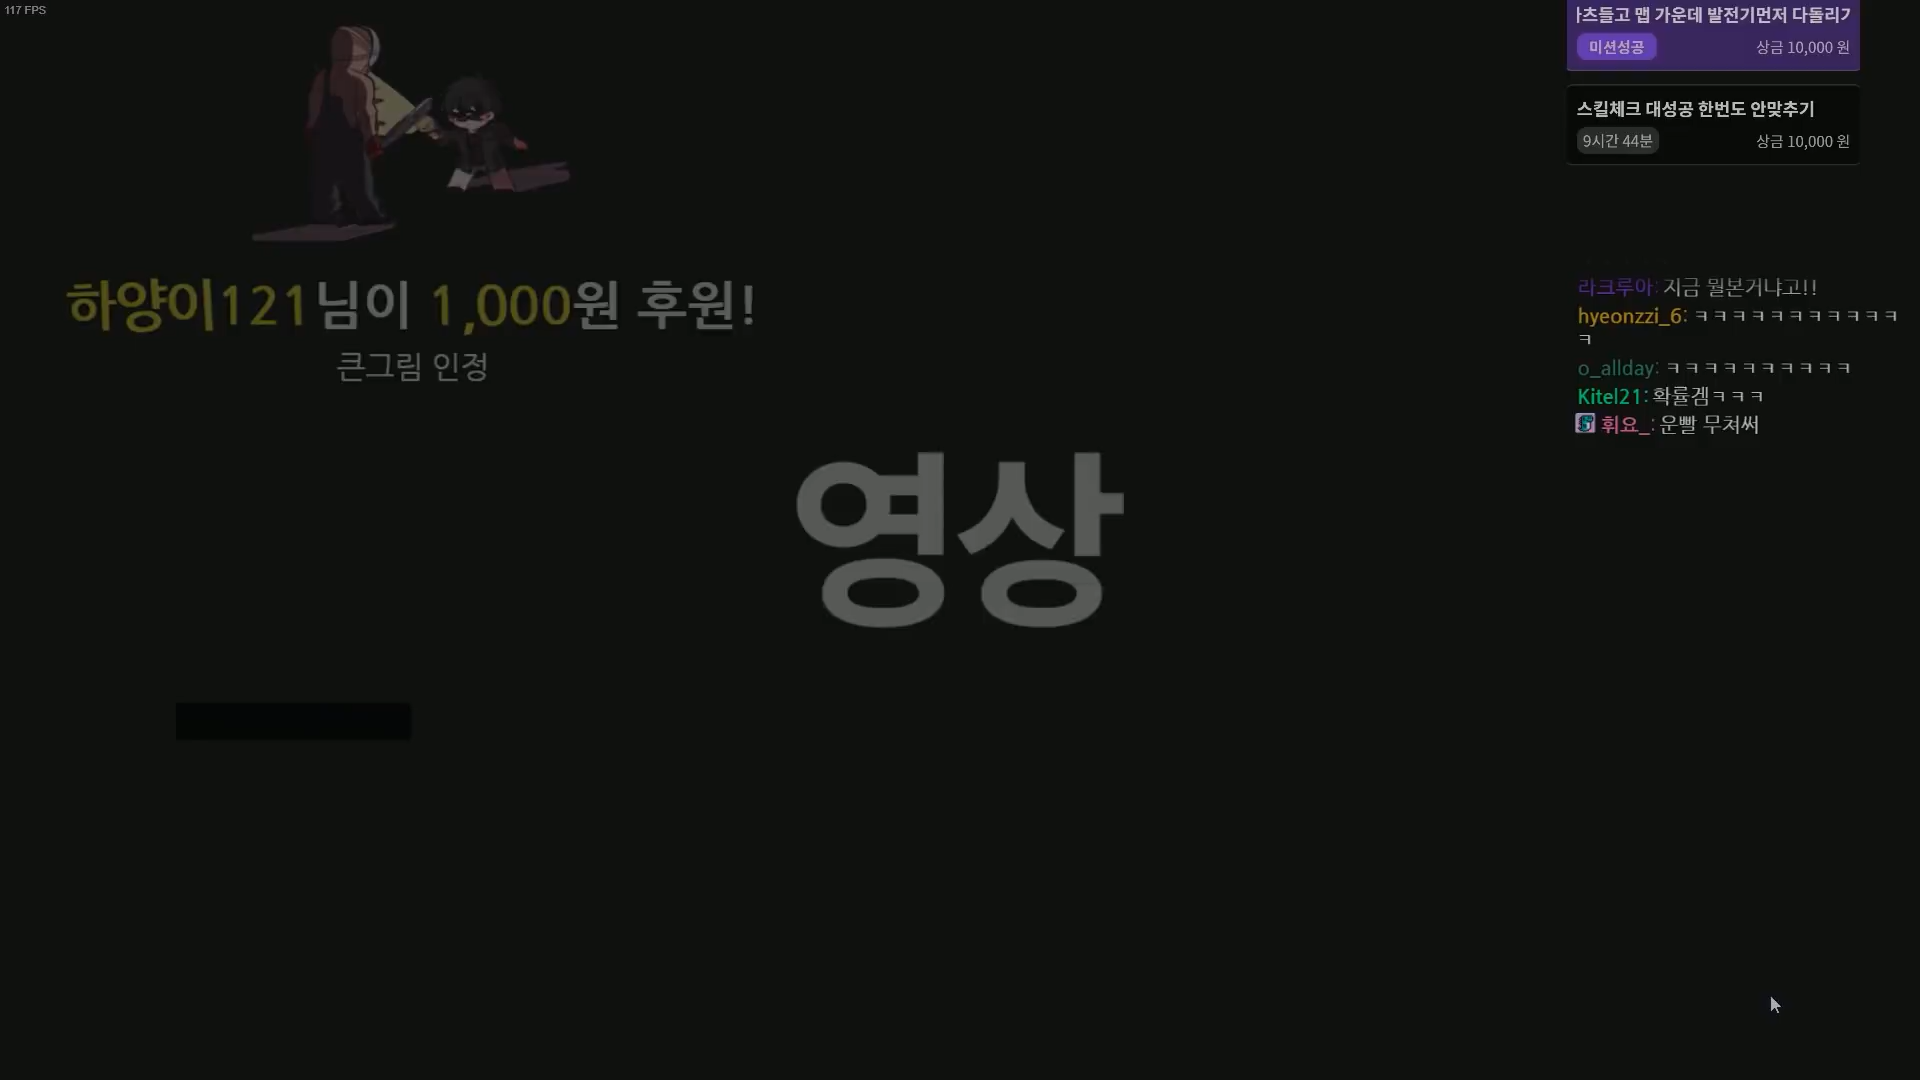 117 FPS
츠들고 맵 가운데 발전기먼저 다돌리기
미션성공
상금 10,000 원
스킬체크 대성공 한번도 안맞추기
9시간 44분
상금 10,000 원
하양이121님이 1,000원 후원!
큰그림 인정
라크루아: 지금 뭘본거냐고!!
hyeonzzi_6: ㅋㅋㅋㅋㅋㅋㅋㅋㅋㅋㅋ
ㅋ
o_allday: ㅋㅋㅋㅋㅋㅋㅋㅋㅋㅋ
Kitel21: 확률겜ㅋㅋㅋ
휘요_: 운빨 무쳐써
영상